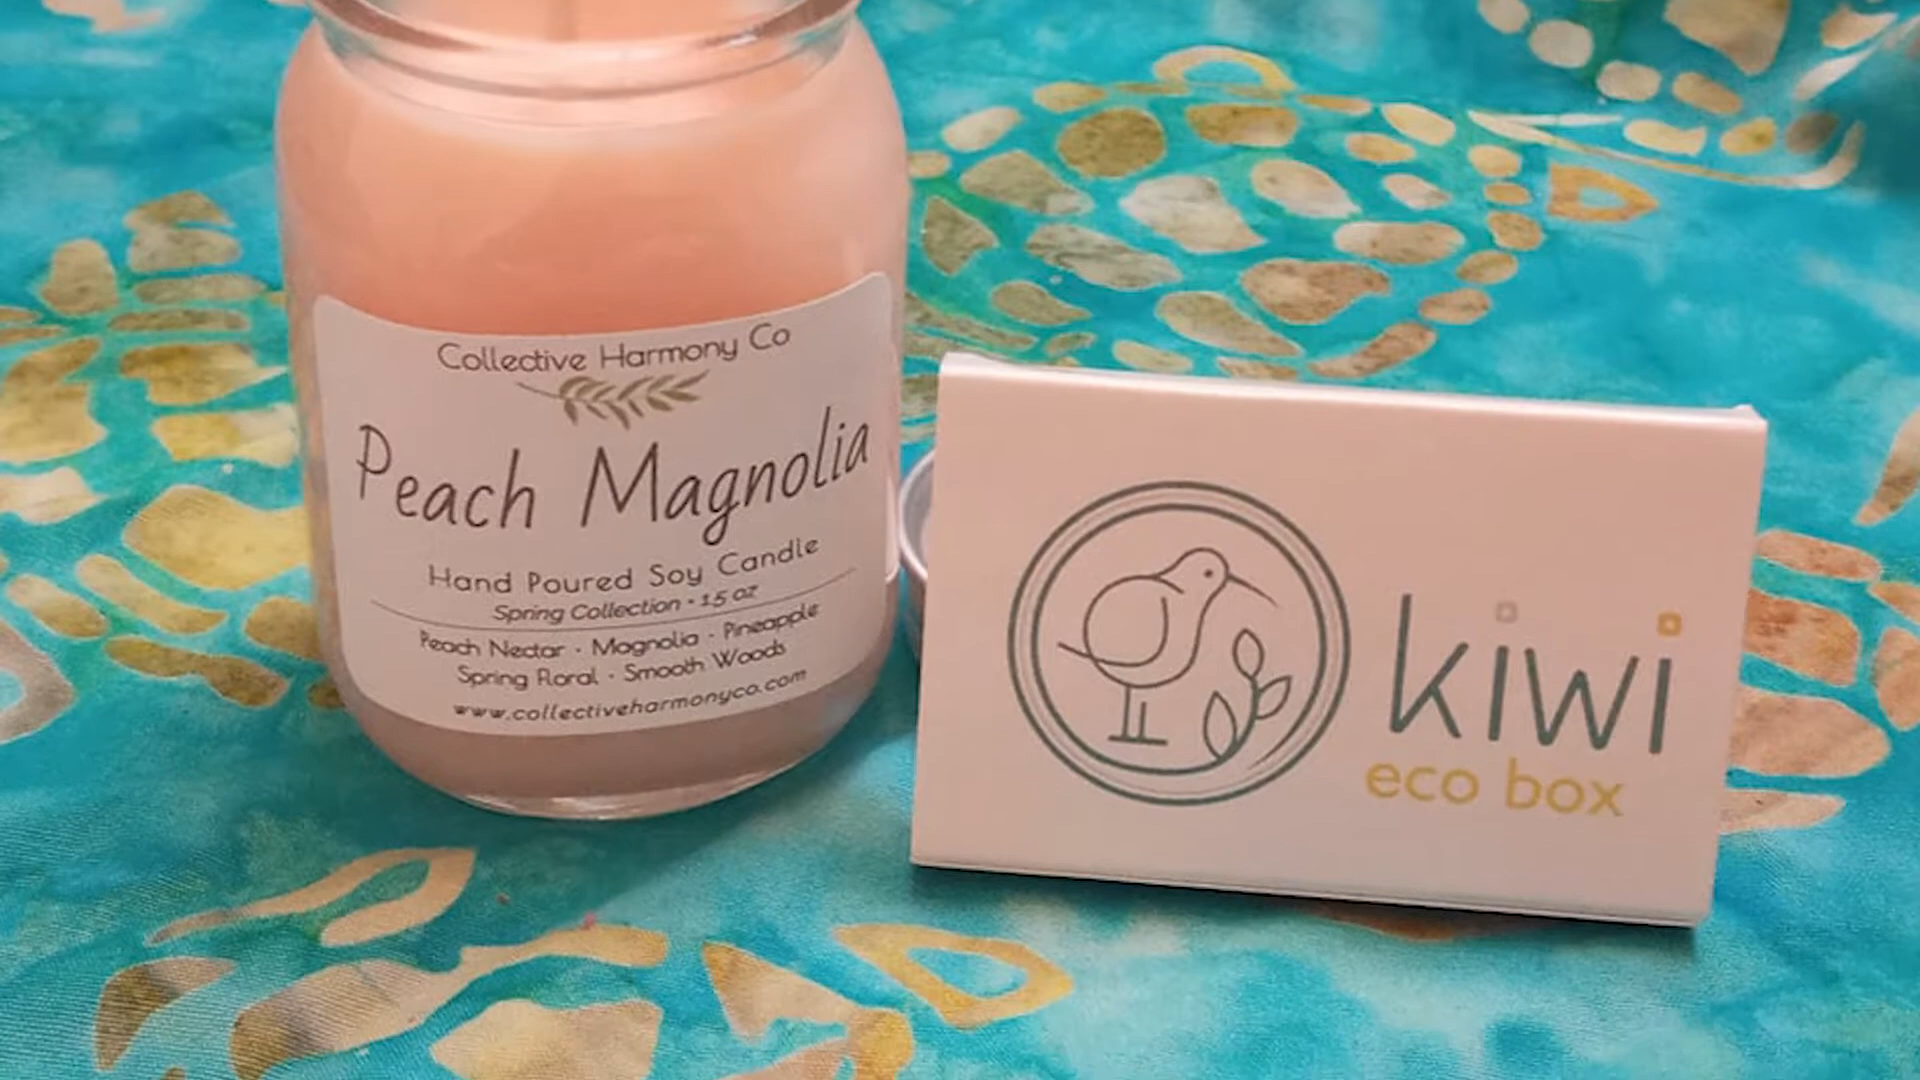 Collective Harmony Co
Peach Magnolia
Hand Poured Soy Candle
Spring Collection • 15 oz
Peach Nectar • Magnolia • Pineapple
Spring Floral • Smooth Woods
www.collectiveharmonyco.com
kiwi
eco box